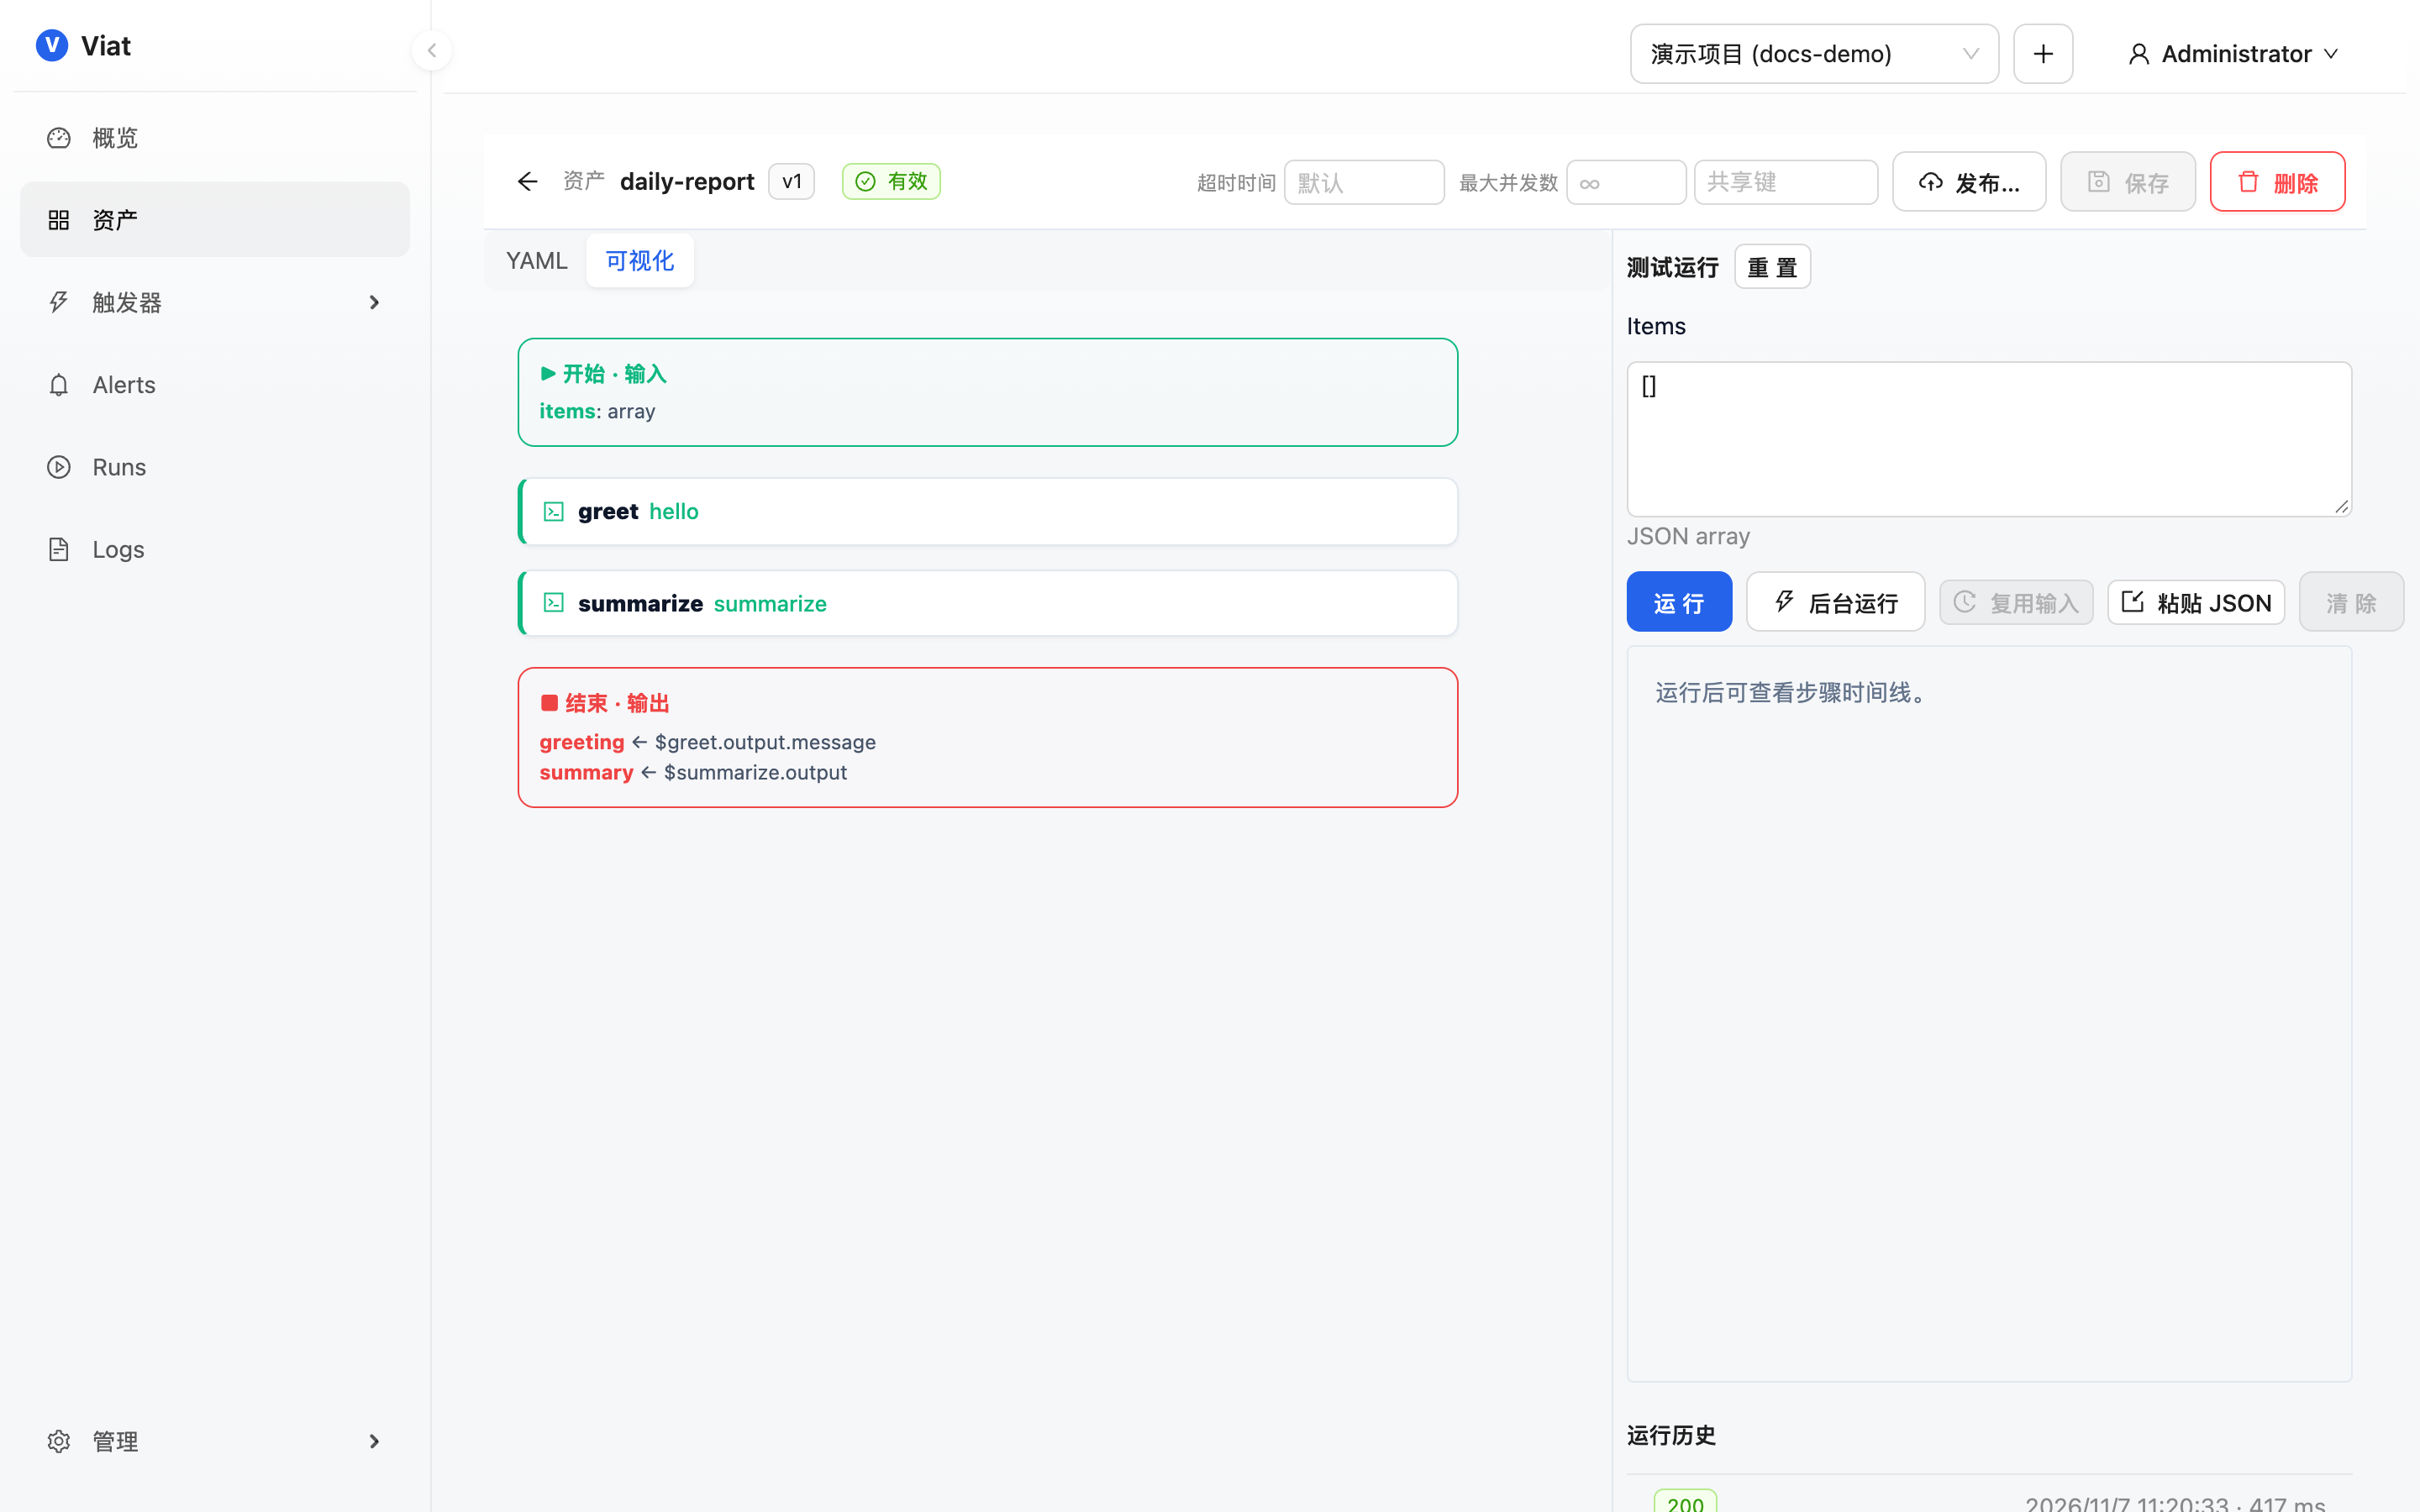 V Viat
演示项目 (docs-demo)
Administrator
概览
资产
触发器
Alerts
Runs
Logs
管理
资产 daily-report v1 有效
超时时间 默认 最大并发数 ∞ 共享键 发布... 保存 删除
YAML 可视化
开始 · 输入
items: array
greet hello
summarize summarize
结束 · 输出
greeting ← $greet.output.message
summary ← $summarize.output
测试运行 重置
Items
[]
JSON array
运行 后台运行 复用输入 粘贴 JSON 清除
运行后可查看步骤时间线。
运行历史
200 2026/11/7 11:20:33 · 417 ms